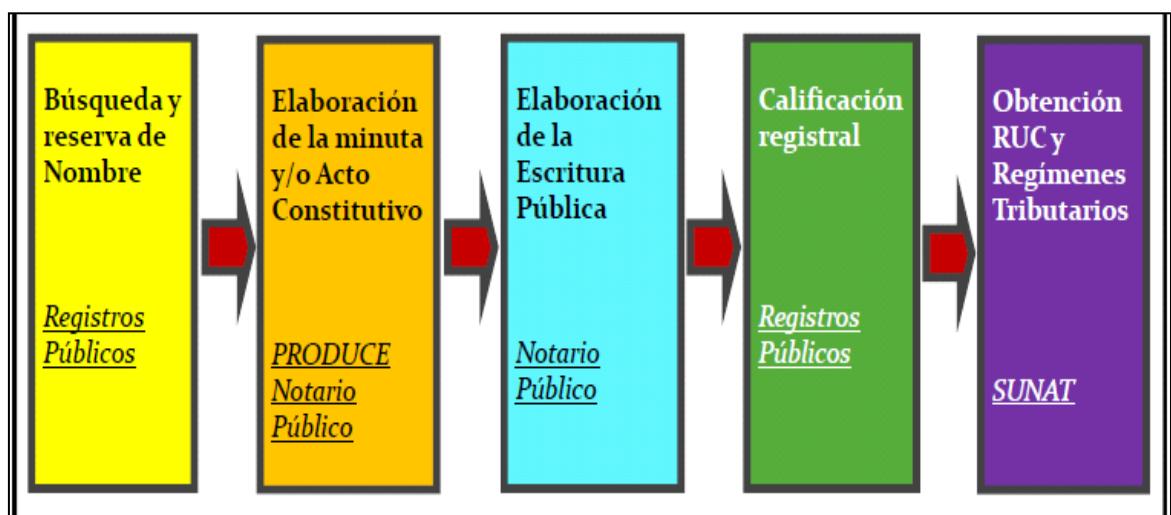 Búsqueda y
reserva de
Nombre
Registros
Públicos
Elaboración
de la minuta
y/o Acto
Constitutivo
PRODUCE
Notario
Público
Elaboración
de la
Escritura
Pública
Notario
Público
Calificación
registral
Registros
Públicos
Obtención
RUC y
Regímenes
Tributarios
SUNAT